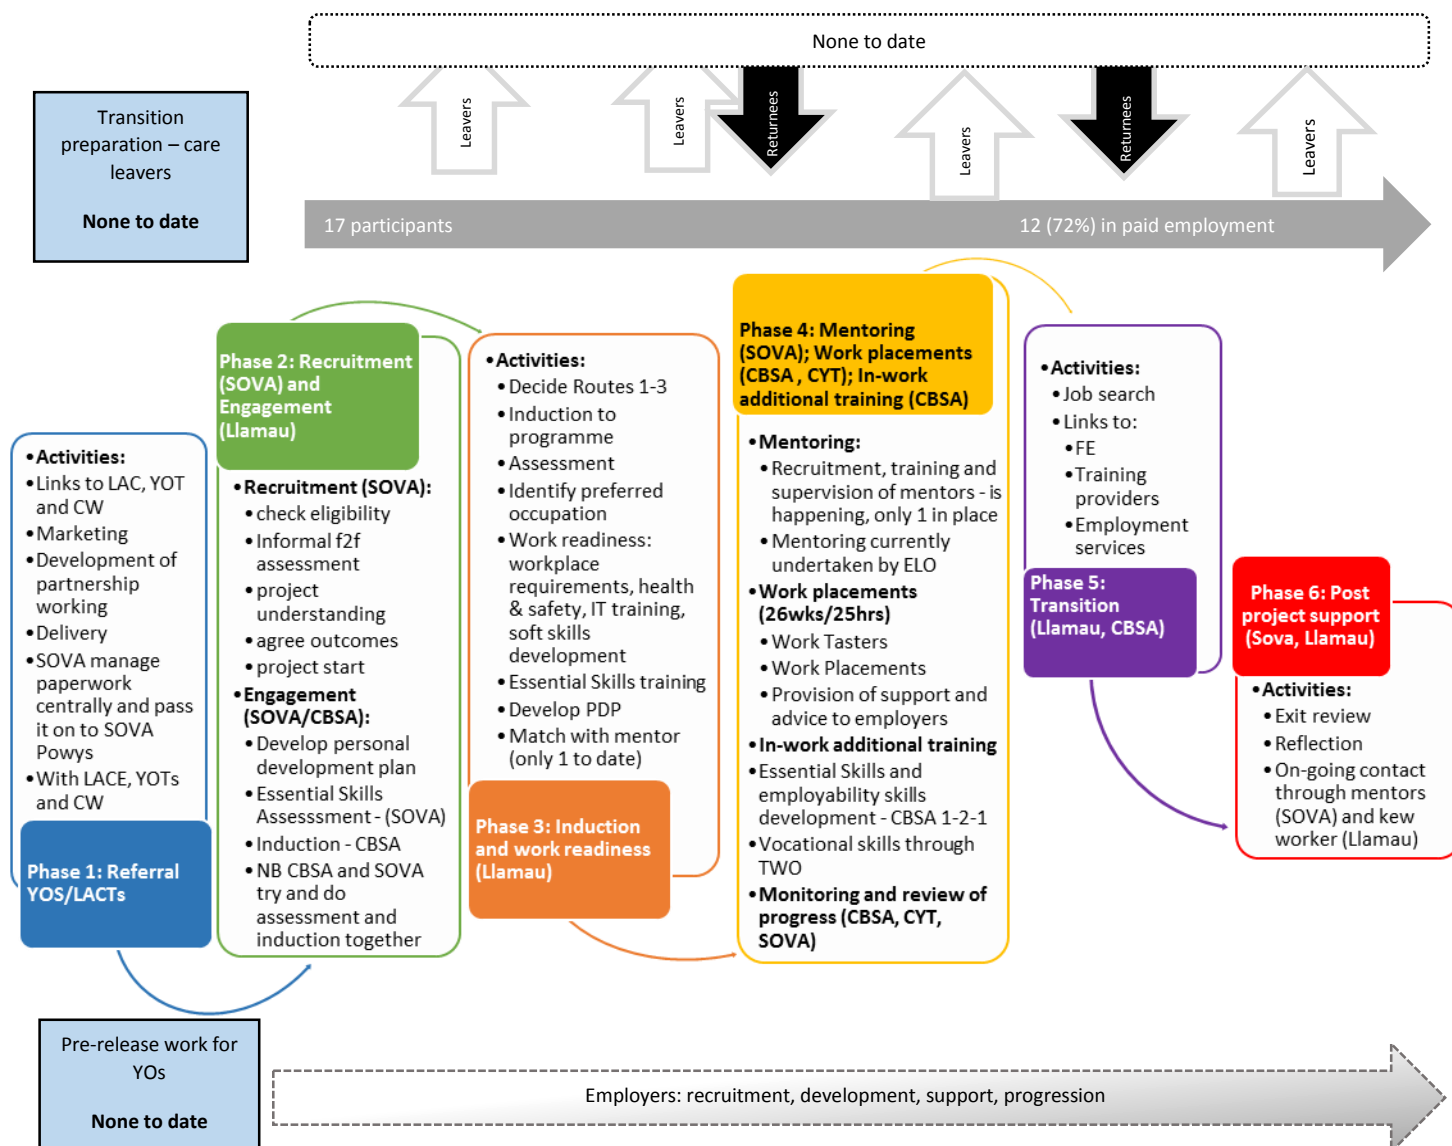 None to date
Leavers
Leavers
Returnees
Leavers
Returnees
Leavers
Transition
preparation – care
leavers
None to date
17 participants
12 (72%) in paid employment
•Activities:
•Links to LAC, YOT
and CW
•Marketing
•Development of
partnership
working
•Delivery
•SOVA manage
paperwork
centrally and pass
it on to SOVA
Powys
•With LACE, YOTs
and CW
Phase 1: Referral
YOS/LACTs
Phase 2: Recruitment
(SOVA) and
Engagement
(Llamau)
•Recruitment (SOVA):
•check eligibility
•Informal f2f
assessment
•project
understanding
•agree outcomes
•project start
•Engagement
(SOVA/CBSA):
•Develop personal
development plan
•Essential Skills
Assesssment - (SOVA)
•Induction - CBSA
•NB CBSA and SOVA
try and do
assessment and
induction together
•Activities:
•Decide Routes 1-3
•Induction to
programme
•Assessment
•Identify preferred
occupation
•Work readiness:
workplace
requirements, health
& safety, IT training,
soft skills
development
•Essential Skills training
•Develop PDP
•Match with mentor
(only 1 to date)
Phase 3: Induction
and work readiness
(Llamau)
Phase 4: Mentoring
(SOVA); Work placements
(CBSA , CYT); In-work
additional training (CBSA)
•Mentoring:
•Recruitment, training and
supervision of mentors - is
happening, only 1 in place
•Mentoring currently
undertaken by ELO
•Work placements
(26wks/25hrs)
•Work Tasters
•Work Placements
•Provision of support and
advice to employers
•In-work additional training
•Essential Skills and
employability skills
development - CBSA 1-2-1
•Vocational skills through
TWO
•Monitoring and review of
progress (CBSA, CYT,
SOVA)
•Activities:
•Job search
•Links to:
•FE
•Training
providers
•Employment
services
Phase 5:
Transition
(Llamau, CBSA)
Phase 6: Post
project support
(Sova, Llamau)
•Activities:
•Exit review
•Reflection
•On-going contact
through mentors
(SOVA) and kew
worker (Llamau)
Pre-release work for
YOs
None to date
Employers: recruitment, development, support, progression